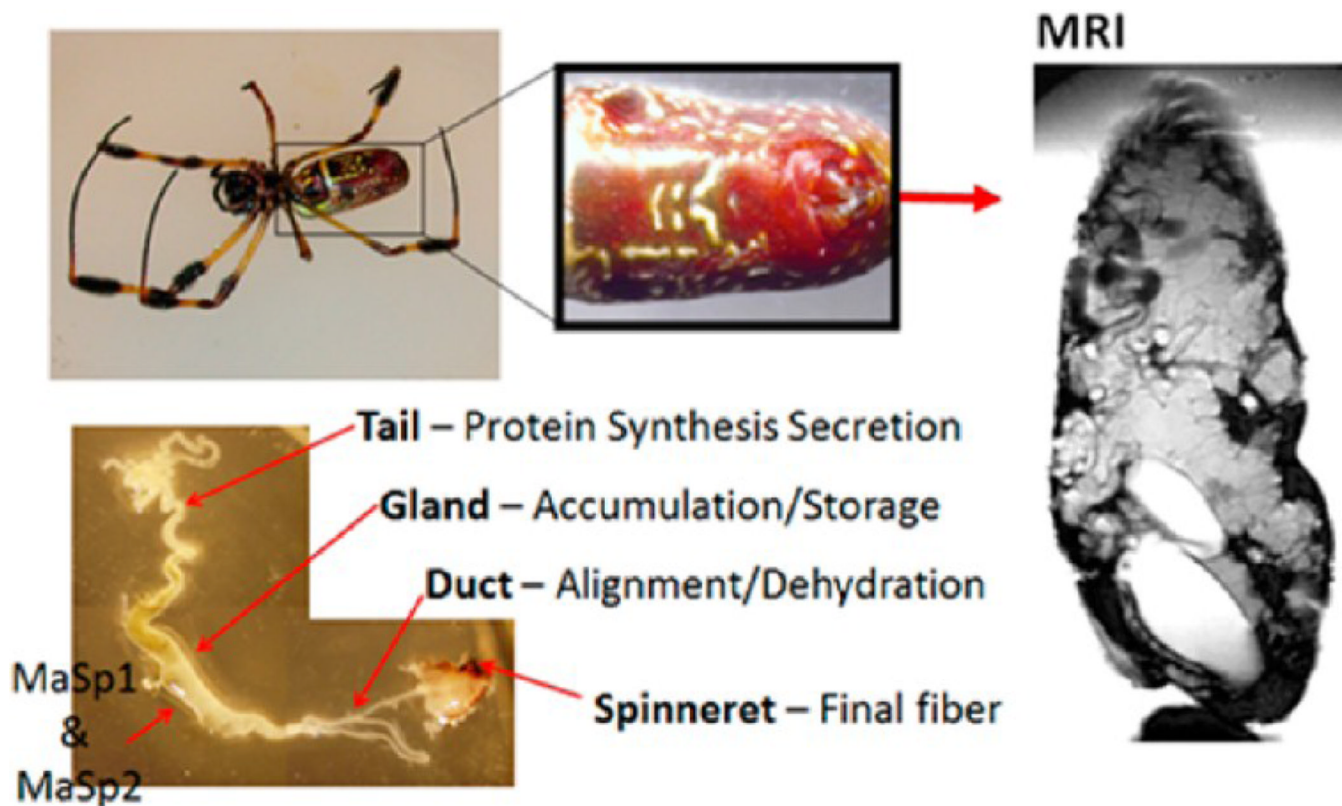 MRI
Tail – Protein Synthesis Secretion
Gland – Accumulation/Storage
Duct – Alignment/Dehydration
MaSp1
&
MaSp2
Spinneret – Final fiber